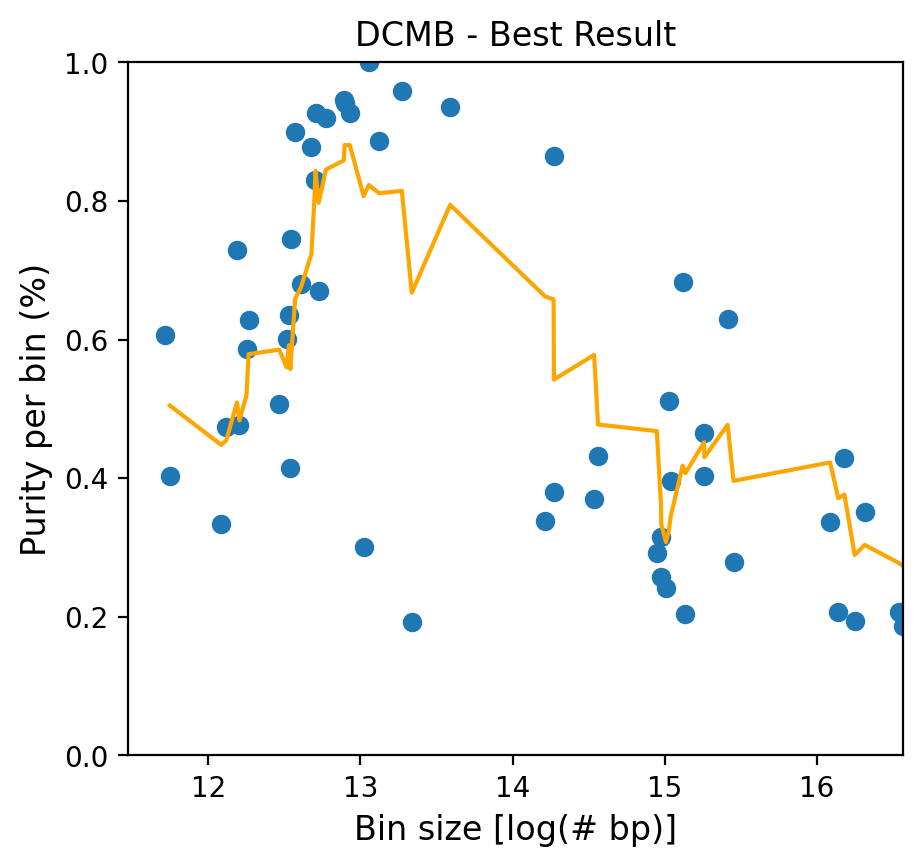 DCMB - Best Result
1.0
0.8
0.6
0.4
0.2
0.0
Purity per bin (%)
12 13 14 15 16
Bin size [log(# bp)]